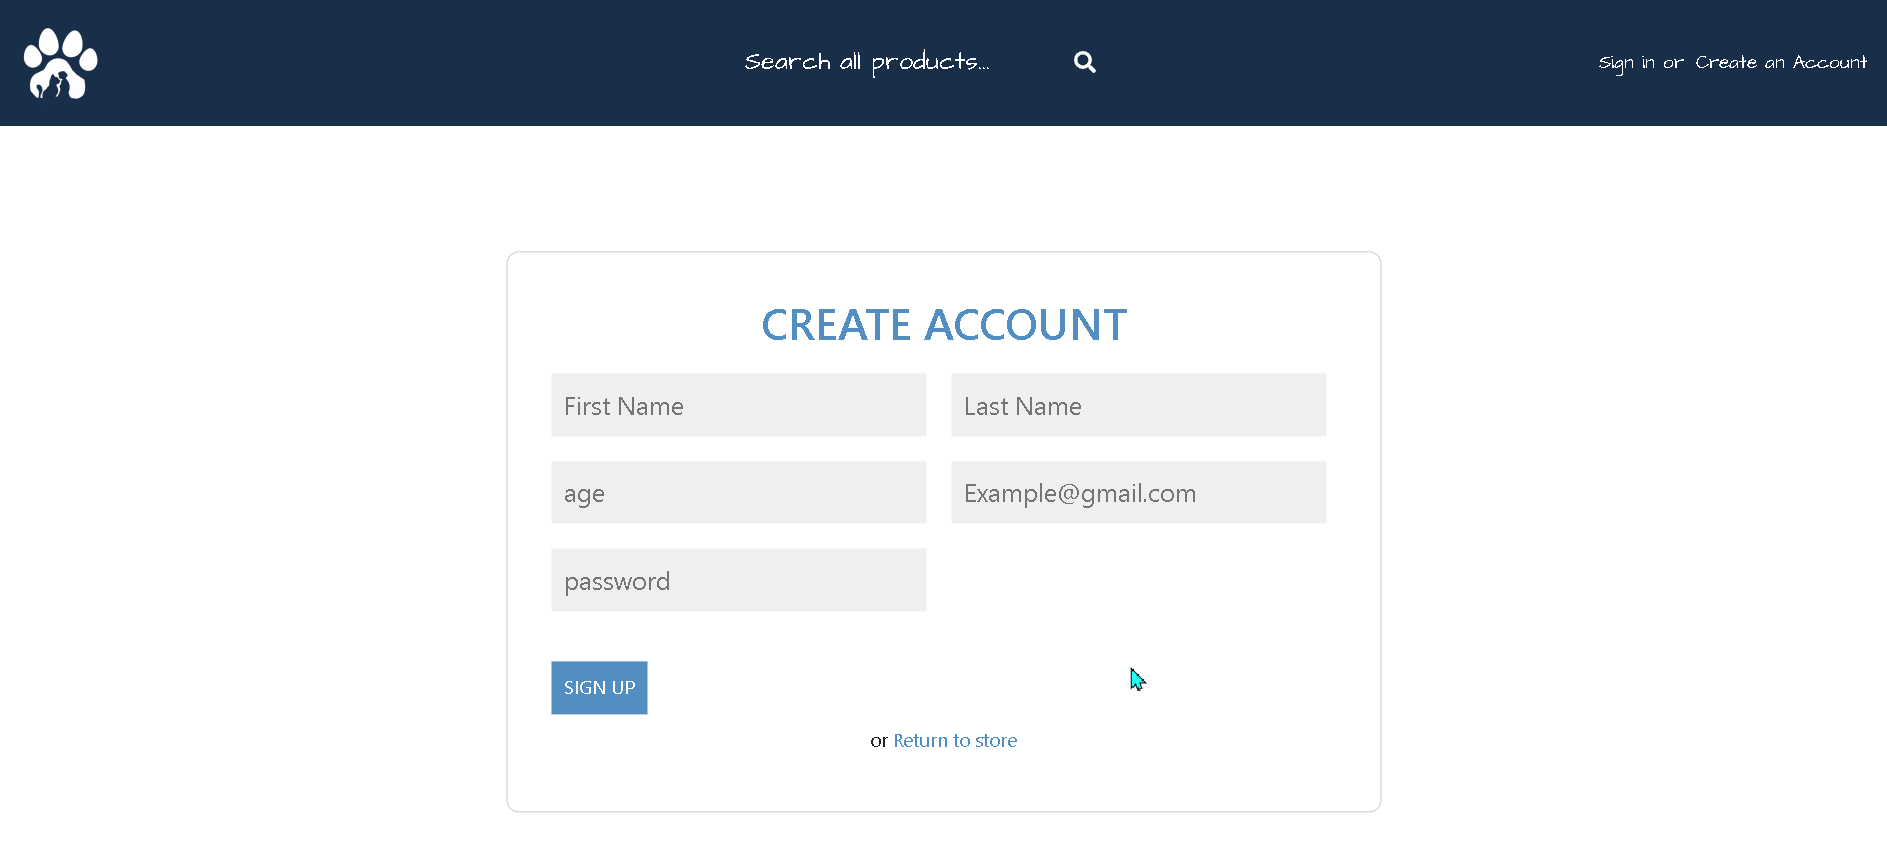 Search all products...
Sign in or Create an Account
CREATE ACCOUNT
First Name
Last Name
age
Example@gmail.com
password
SIGN UP
or Return to store